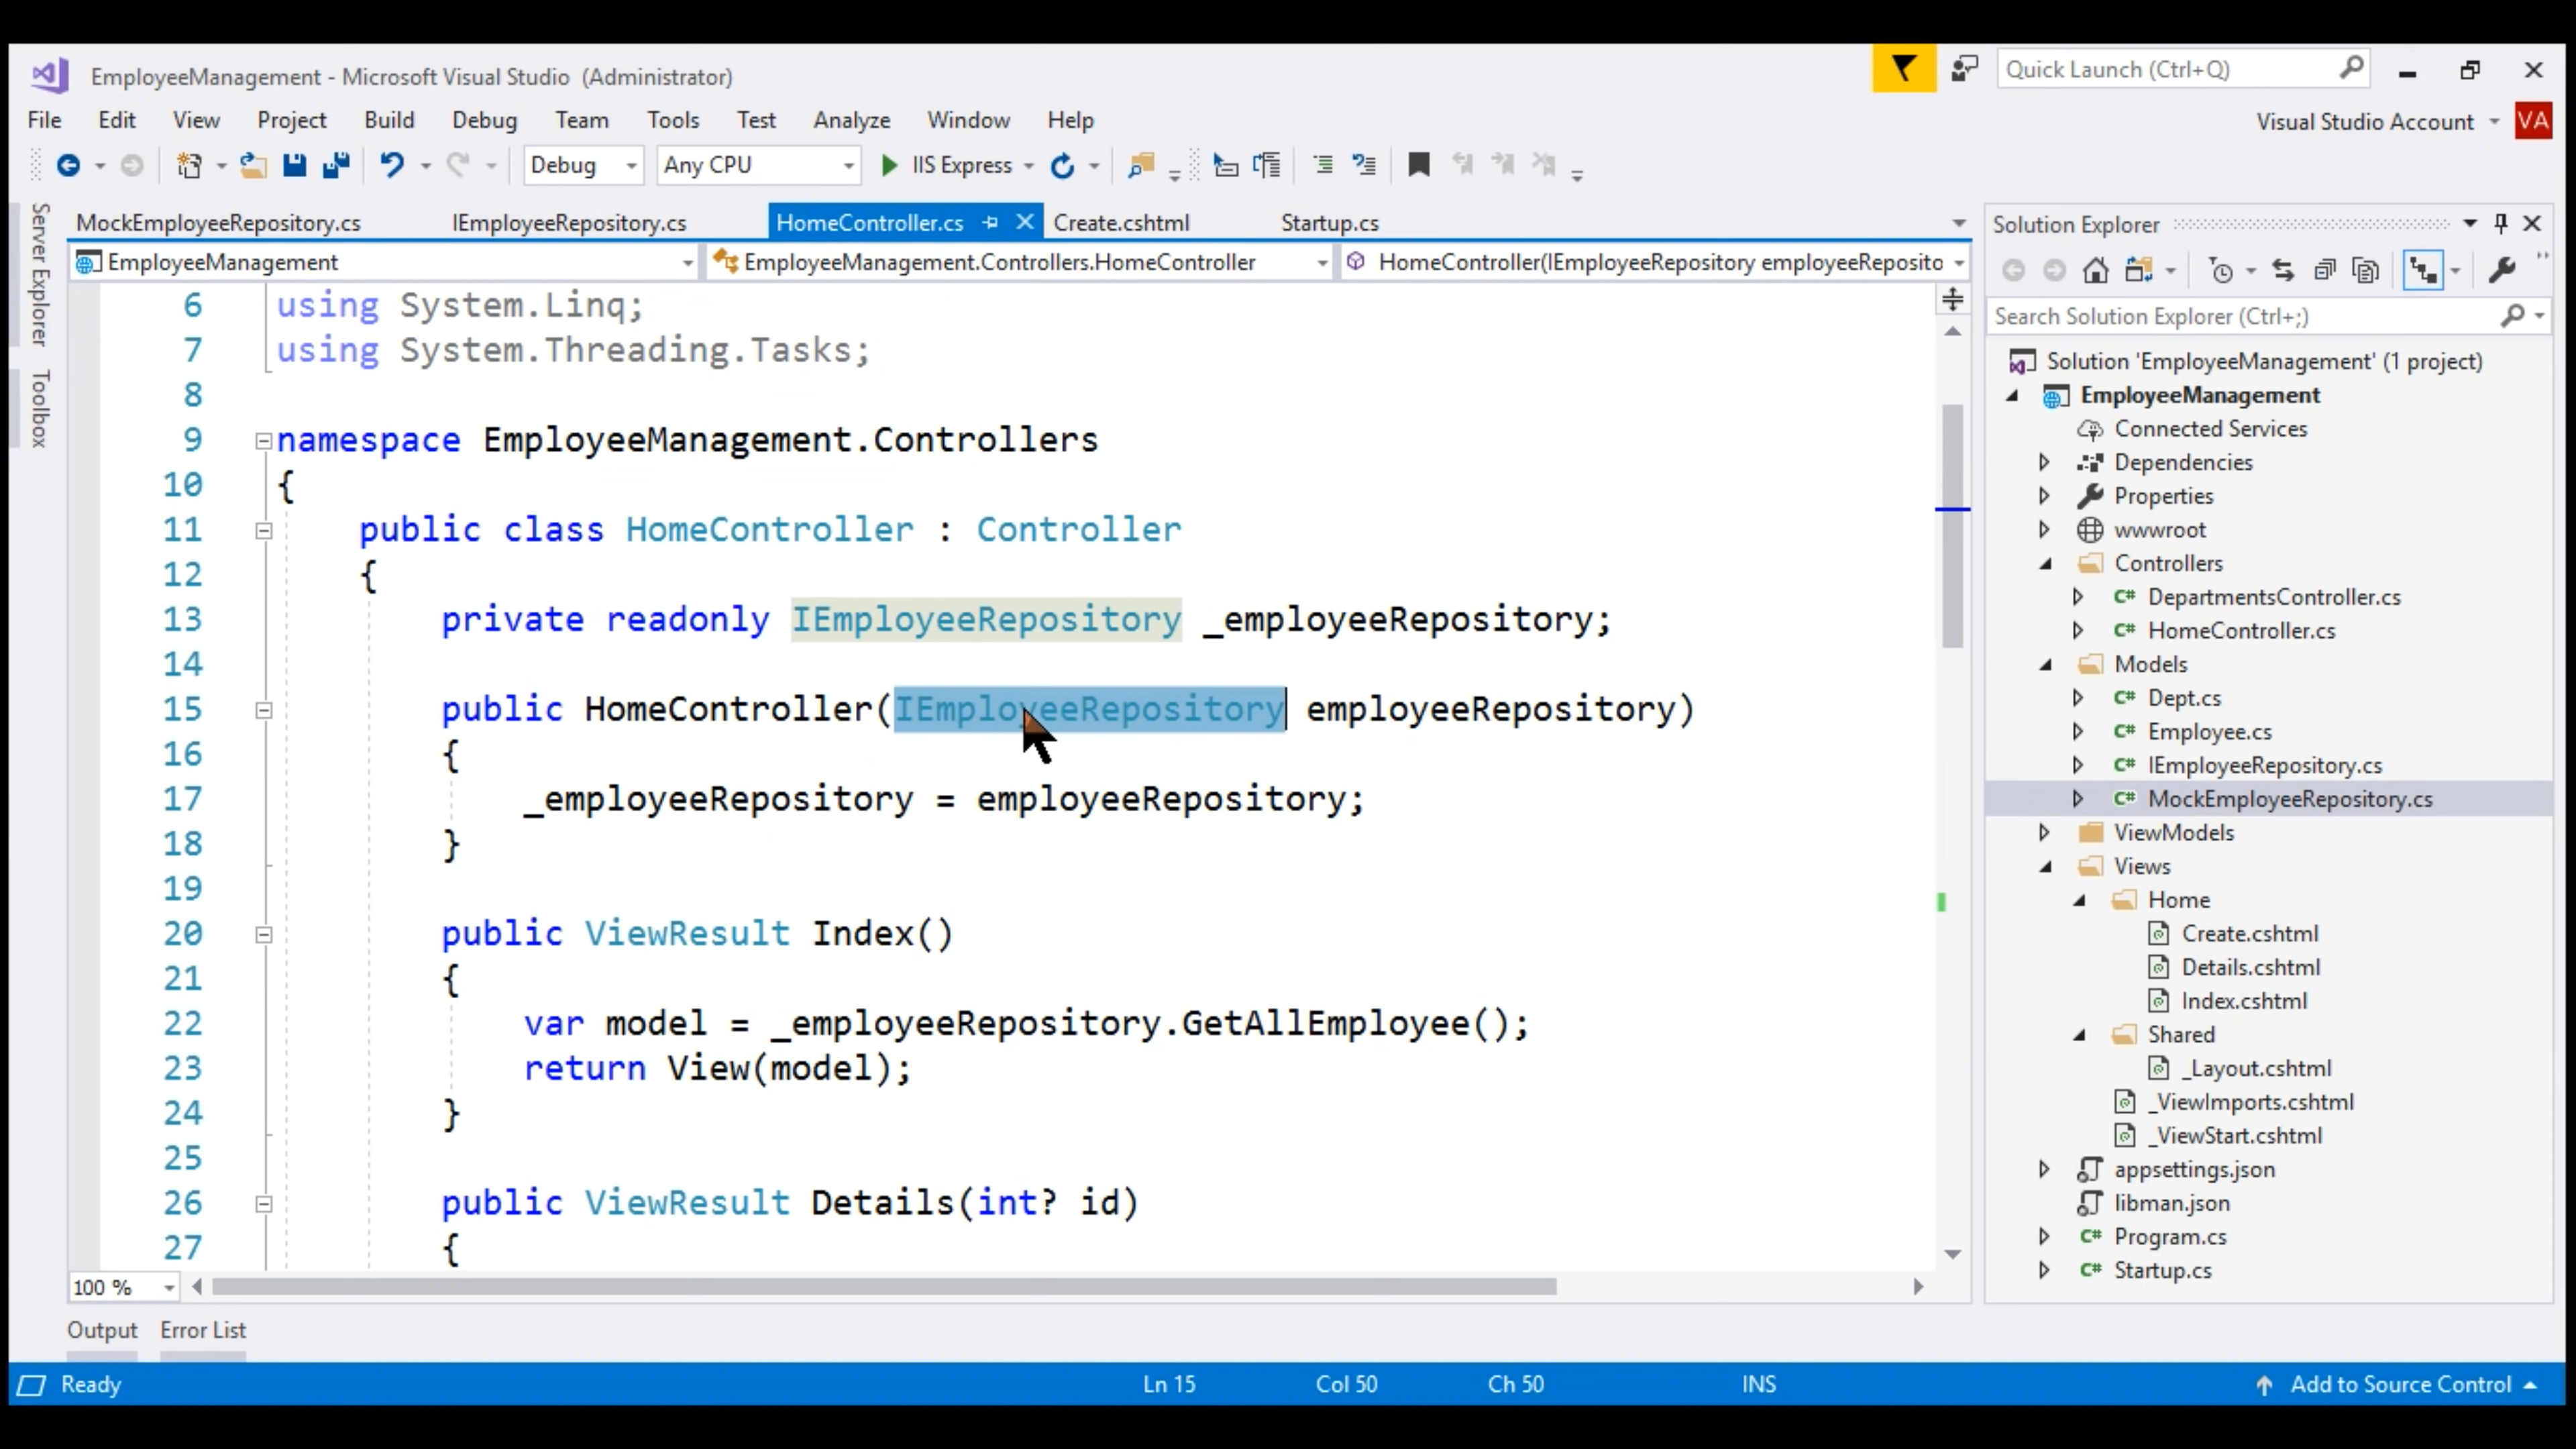 EmployeeManagement - Microsoft Visual Studio (Administrator)
Quick Launch (Ctrl+Q)
File Edit View Project Build Debug Team Tools Test Analyze Window Help
Visual Studio Account VA
Debug Any CPU IIS Express
Server Explorer
Toolbox
MockEmployeeRepository.cs IEmployeeRepository.cs HomeController.cs Create.cshtml Startup.cs
EmployeeManagement EmployeeManagement.Controllers.HomeController HomeController(IEmployeeRepository employeeReposito
6 using System.Linq;
7 using System.Threading.Tasks;
8
9 namespace EmployeeManagement.Controllers
10 {
11 public class HomeController : Controller
12 {
13 private readonly IEmployeeRepository _employeeRepository;
14
15 public HomeController(IEmployeeRepository employeeRepository)
16 {
17 _employeeRepository = employeeRepository;
18 }
19
20 public ViewResult Index()
21 {
22 var model = _employeeRepository.GetAllEmployee();
23 return View(model);
24 }
25
26 public ViewResult Details(int? id)
27 {
100 %
Solution Explorer
Search Solution Explorer (Ctrl+;)
Solution 'EmployeeManagement' (1 project)
EmployeeManagement
Connected Services
Dependencies
Properties
wwwroot
Controllers
C# DepartmentsController.cs
C# HomeController.cs
Models
C# Dept.cs
C# Employee.cs
C# IEmployeeRepository.cs
C# MockEmployeeRepository.cs
ViewModels
Views
Home
Create.cshtml
Details.cshtml
Index.cshtml
Shared
_Layout.cshtml
_ViewImports.cshtml
_ViewStart.cshtml
appsettings.json
libman.json
C# Program.cs
C# Startup.cs
Output Error List
Ready Ln 15 Col 50 Ch 50 INS Add to Source Control